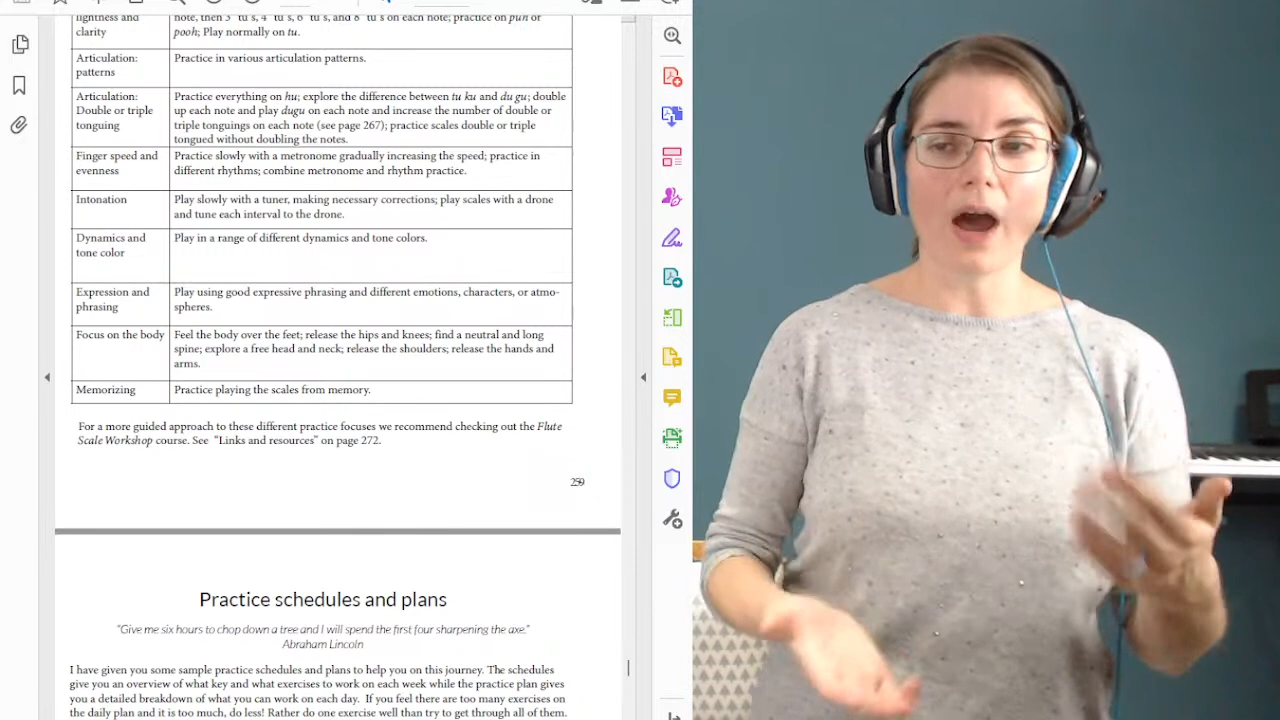 lightness and
clarity
note, then 3 tu's, 4 tu's, 6 tu's, and 8 tu's on each note; practice on puh or
pooh; Play normally on tu.
Articulation:
patterns
Practice in various articulation patterns.
Articulation:
Double or triple
tonguing
Practice everything on hu; explore the difference between tu ku and du gu; double
up each note and play dugu on each note and increase the number of double or
triple tonguings on each note (see page 267); practice scales double or triple
tongued without doubling the notes.
Finger speed and
evenness
Practice slowly with a metronome gradually increasing the speed; practice in
different rhythms; combine metronome and rhythm practice.
Intonation
Play slowly with a tuner, making necessary corrections; play scales with a drone
and tune each interval to the drone.
Dynamics and
tone color
Play in a range of different dynamics and tone colors.
Expression and
phrasing
Play using good expressive phrasing and different emotions, characters, or atmo-
spheres.
Focus on the body
Feel the body over the feet; release the hips and knees; find a neutral and long
spine; explore a free head and neck; release the shoulders; release the hands and
arms.
Memorizing
Practice playing the scales from memory.
For a more guided approach to these different practice focuses we recommend checking out the Flute
Scale Workshop course. See "Links and resources" on page 272.
259
Practice schedules and plans
"Give me six hours to chop down a tree and I will spend the first four sharpening the axe."
Abraham Lincoln
I have given you some sample practice schedules and plans to help you on this journey. The schedules
give you an overview of what key and what exercises to work on each week while the practice plan gives
you a detailed breakdown of what you can work on each day. If you feel there are too many exercises on
the daily plan and it is too much, do less! Rather do one exercise well than try to get through all of them.